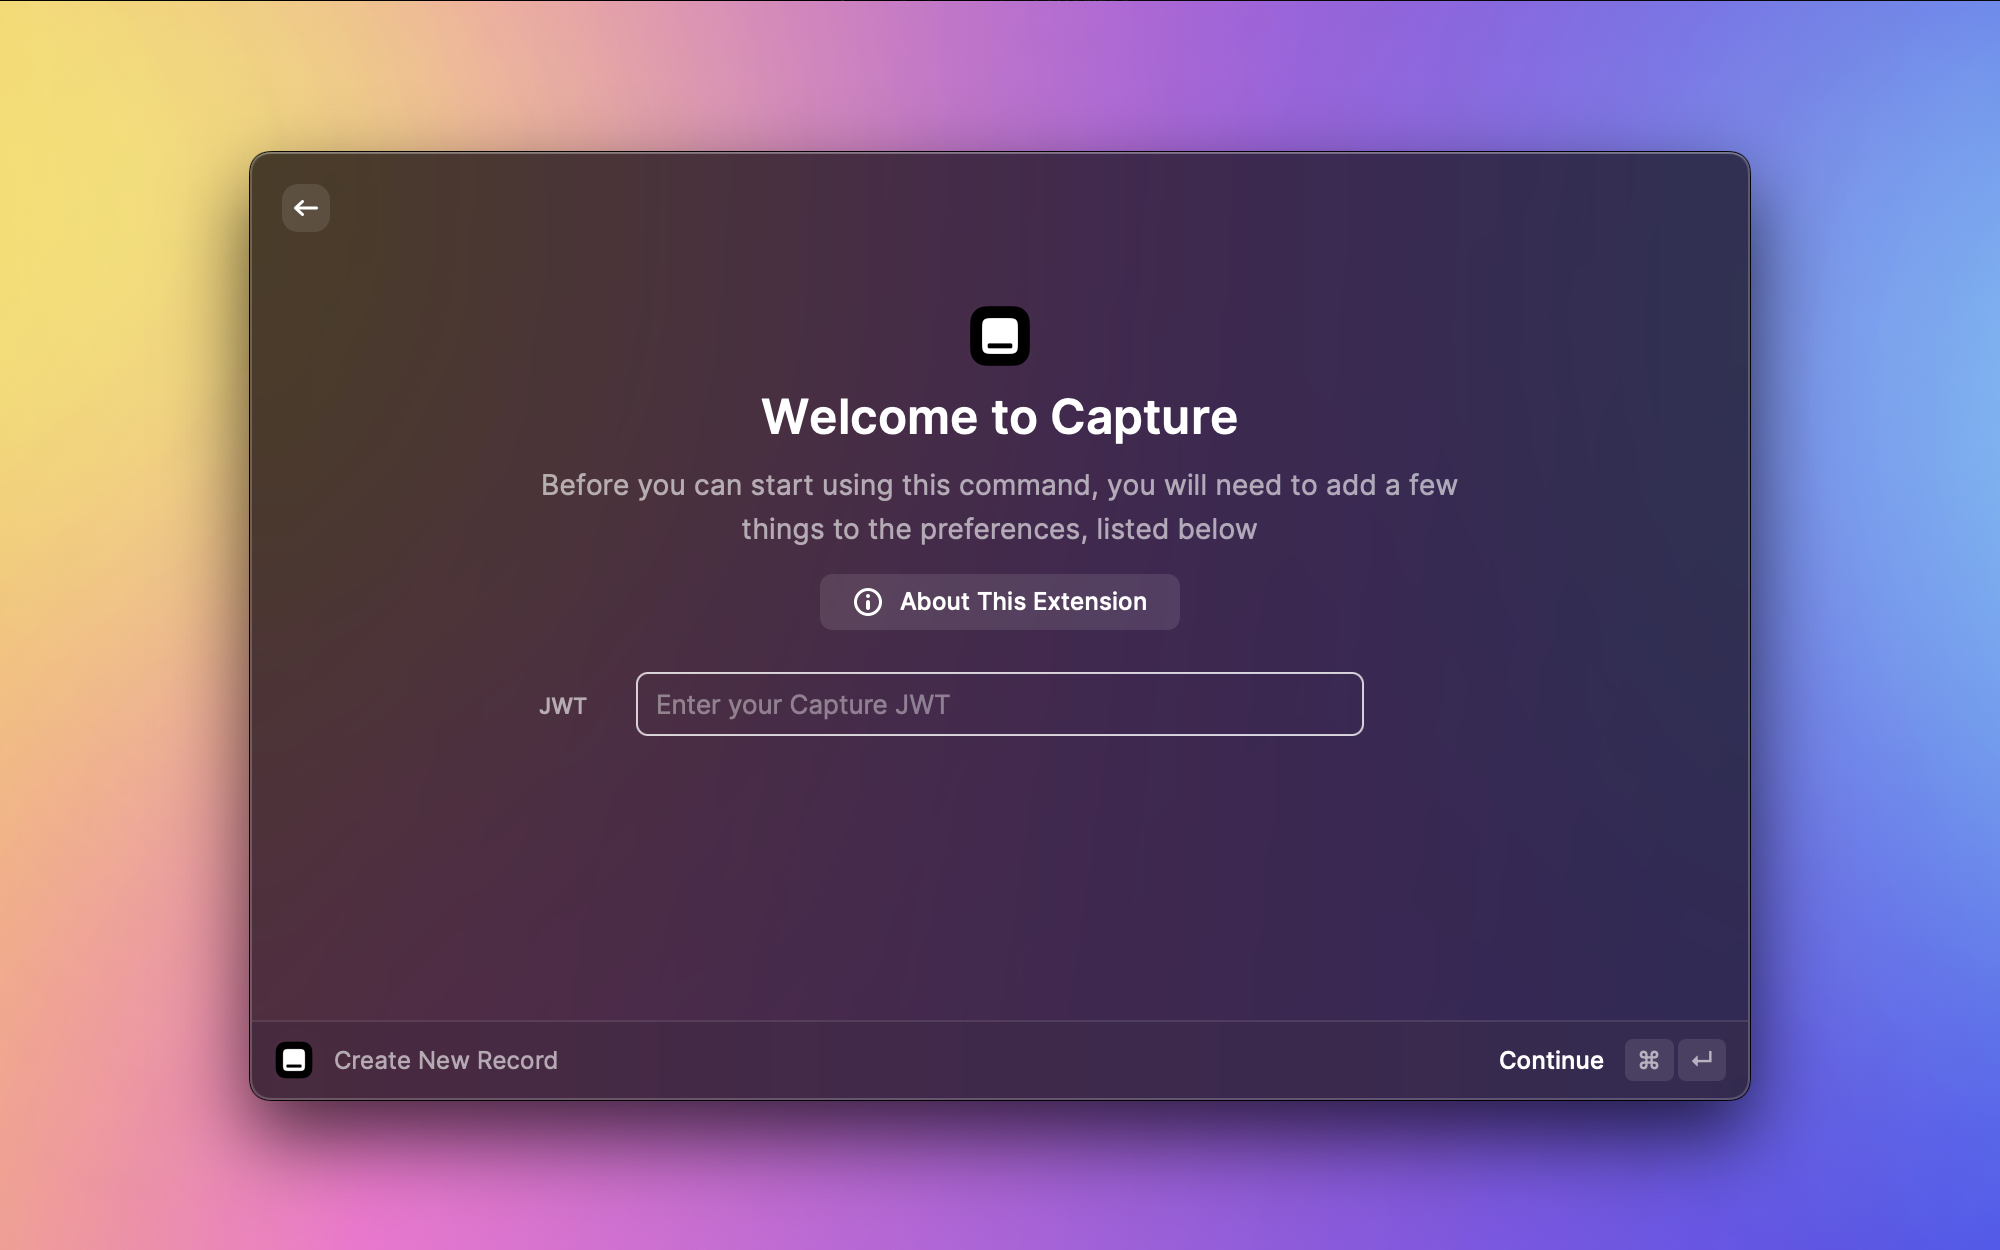 Welcome to Capture
Before you can start using this command, you will need to add a few
things to the preferences, listed below
About This Extension
JWT
Enter your Capture JWT
Create New Record
Continue ⌘ ↵